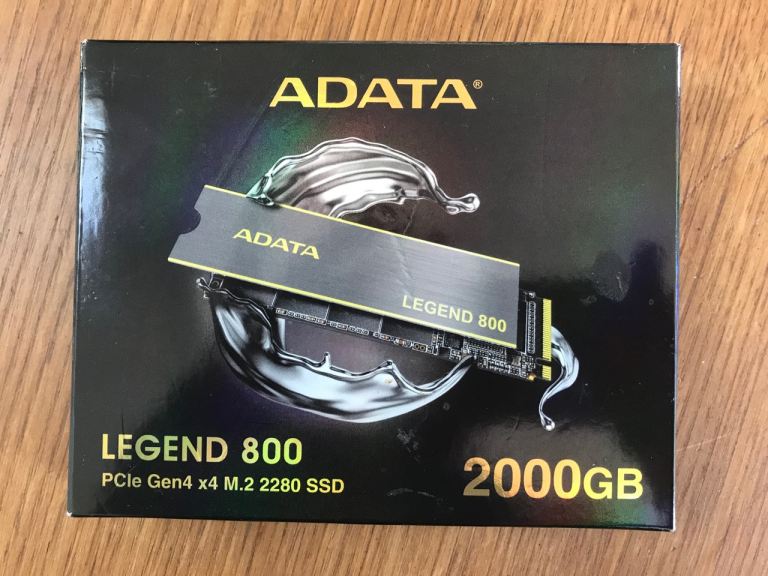 ADATA®
ADATA
LEGEND 800
LEGEND 800
PCIe Gen4 x4 M.2 2280 SSD
2000GB